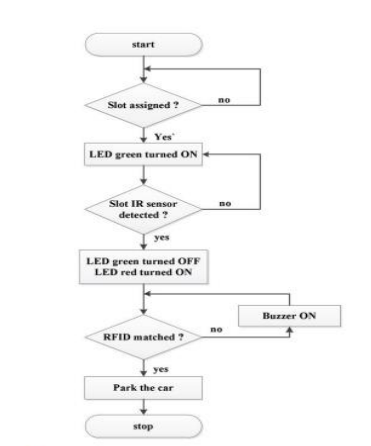 start
Slot assigned ?
no
Yes`
LED green turned ON
Slot IR sensor
detected ?
no
yes
LED green turned OFF
LED red turned ON
Buzzer ON
RFID matched ?
no
yes
Park the car
stop